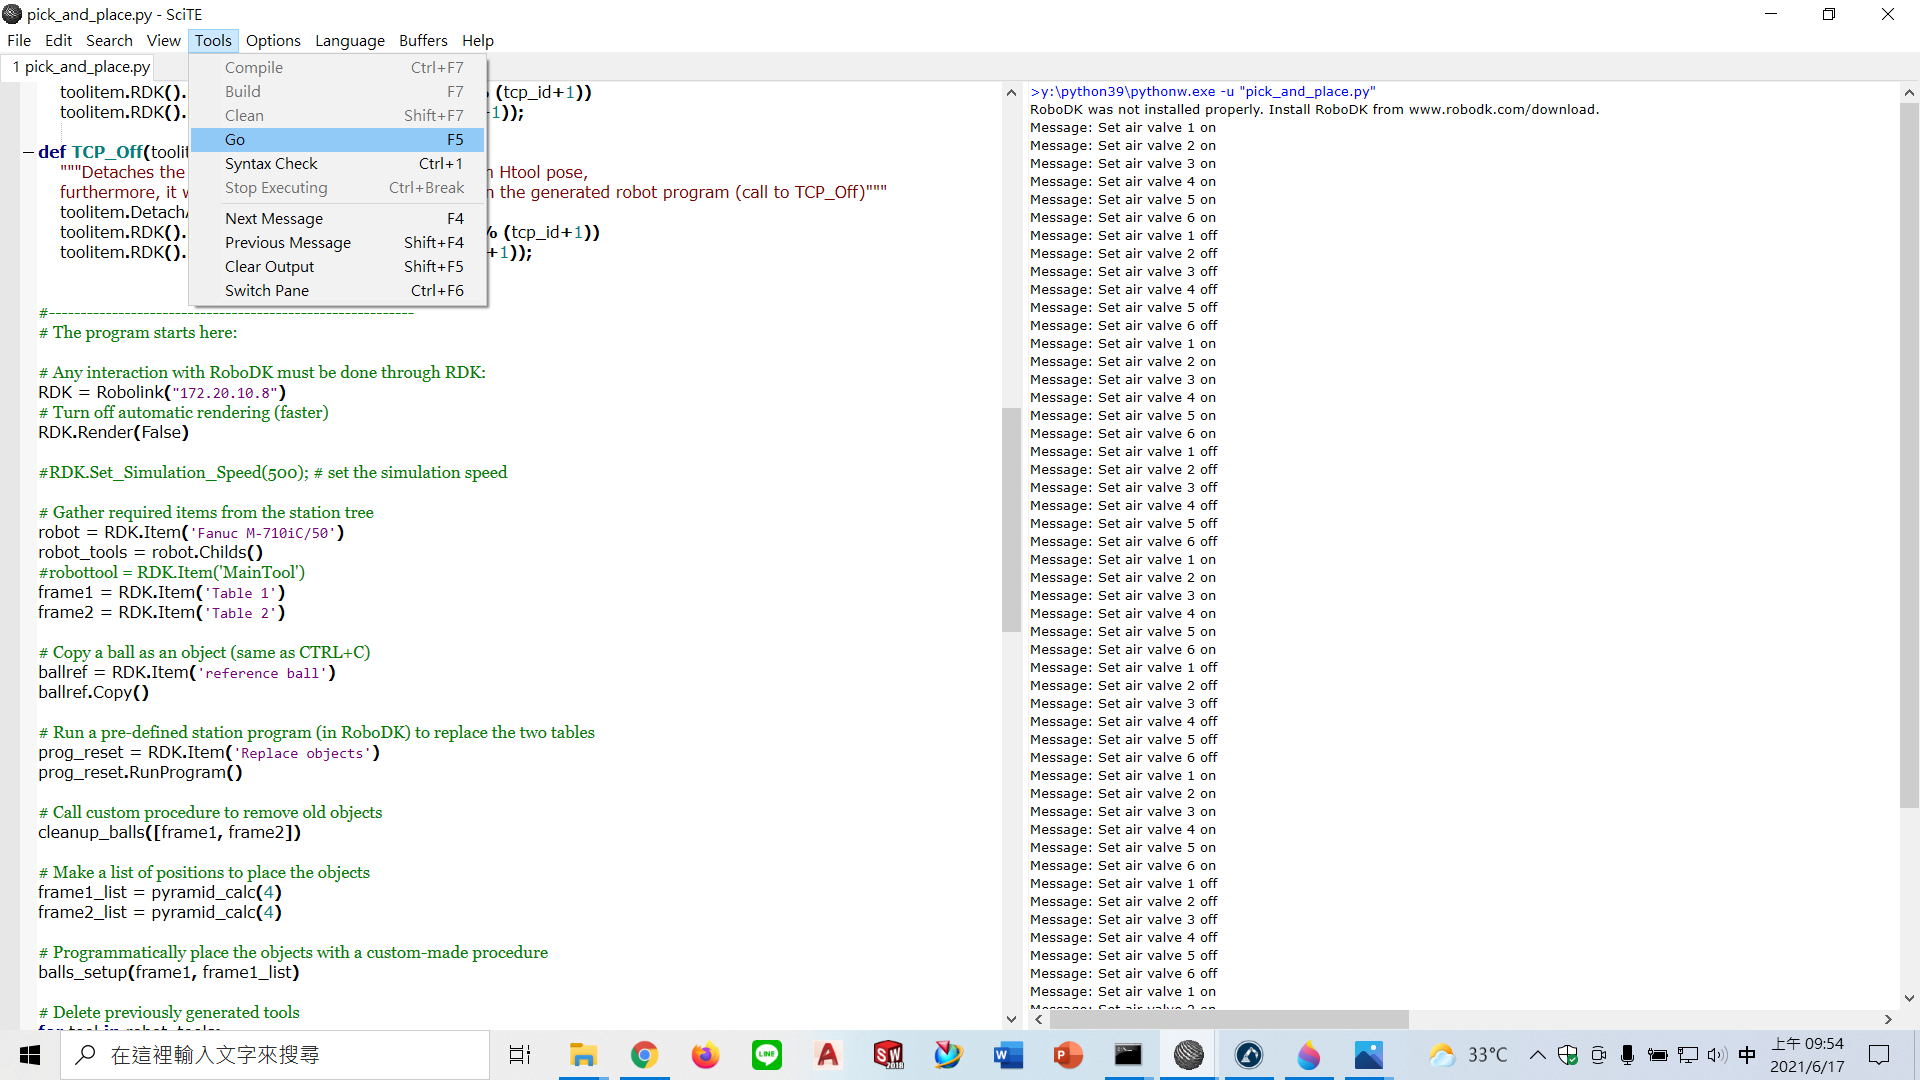 pick_and_place.py - SciTE
File Edit Search View Tools Options Language Buffers Help
1 pick_and_place.py
Compile Ctrl+F7
Build F7
Clean Shift+F7
Go F5
Syntax Check Ctrl+1
Stop Executing Ctrl+Break
Next Message F4
Previous Message Shift+F4
Clear Output Shift+F5
Switch Pane Ctrl+F6
toolitem.RDK(). (tcp_id+1))
toolitem.RDK(). 1));
def TCP_Off(toolit
"""Detaches the n Htool pose,
furthermore, it v n the generated robot program (call to TCP_Off)"""
toolitem.Detach
toolitem.RDK(). % (tcp_id+1))
toolitem.RDK(). +1));
#----------------------------------------------------------
# The program starts here:
# Any interaction with RoboDK must be done through RDK:
RDK = Robolink("172.20.10.8")
# Turn off automatic rendering (faster)
RDK.Render(False)
#RDK.Set_Simulation_Speed(500); # set the simulation speed
# Gather required items from the station tree
robot = RDK.Item('Fanuc M-710iC/50')
robot_tools = robot.Childs()
#robottool = RDK.Item('MainTool')
frame1 = RDK.Item('Table 1')
frame2 = RDK.Item('Table 2')
# Copy a ball as an object (same as CTRL+C)
ballref = RDK.Item('reference ball')
ballref.Copy()
# Run a pre-defined station program (in RoboDK) to replace the two tables
prog_reset = RDK.Item('Replace objects')
prog_reset.RunProgram()
# Call custom procedure to remove old objects
cleanup_balls([frame1, frame2])
# Make a list of positions to place the objects
frame1_list = pyramid_calc(4)
frame2_list = pyramid_calc(4)
# Programmatically place the objects with a custom-made procedure
balls_setup(frame1, frame1_list)
# Delete previously generated tools
for tool in robot_tools:
>y:\python39\pythonw.exe -u "pick_and_place.py"
RoboDK was not installed properly. Install RoboDK from www.robodk.com/download.
Message: Set air valve 1 on
Message: Set air valve 2 on
Message: Set air valve 3 on
Message: Set air valve 4 on
Message: Set air valve 5 on
Message: Set air valve 6 on
Message: Set air valve 1 off
Message: Set air valve 2 off
Message: Set air valve 3 off
Message: Set air valve 4 off
Message: Set air valve 5 off
Message: Set air valve 6 off
Message: Set air valve 1 on
Message: Set air valve 2 on
Message: Set air valve 3 on
Message: Set air valve 4 on
Message: Set air valve 5 on
Message: Set air valve 6 on
Message: Set air valve 1 off
Message: Set air valve 2 off
Message: Set air valve 3 off
Message: Set air valve 4 off
Message: Set air valve 5 off
Message: Set air valve 6 off
Message: Set air valve 1 on
Message: Set air valve 2 on
Message: Set air valve 3 on
Message: Set air valve 4 on
Message: Set air valve 5 on
Message: Set air valve 6 on
Message: Set air valve 1 off
Message: Set air valve 2 off
Message: Set air valve 3 off
Message: Set air valve 4 off
Message: Set air valve 5 off
Message: Set air valve 6 off
Message: Set air valve 1 on
Message: Set air valve 2 on
Message: Set air valve 3 on
Message: Set air valve 4 on
Message: Set air valve 5 on
Message: Set air valve 6 on
Message: Set air valve 1 off
Message: Set air valve 2 off
Message: Set air valve 3 off
Message: Set air valve 4 off
Message: Set air valve 5 off
Message: Set air valve 6 off
Message: Set air valve 1 on
Message: Set air valve 2 on
在這裡輸入文字來搜尋
33°C
中
上午 09:54
2021/6/17